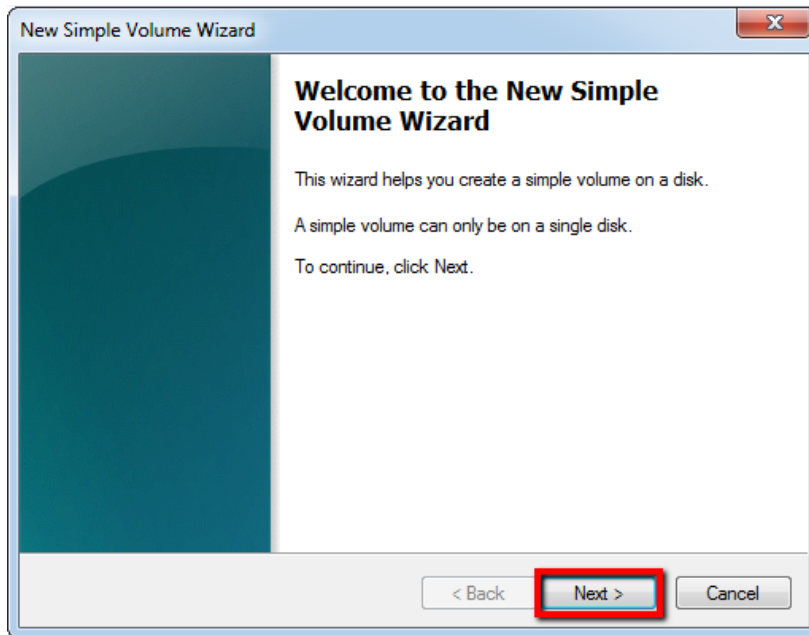 New Simple Volume Wizard
Welcome to the New Simple
Volume Wizard
This wizard helps you create a simple volume on a disk.
A simple volume can only be on a single disk.
To continue, click Next.
< Back
Next >
Cancel